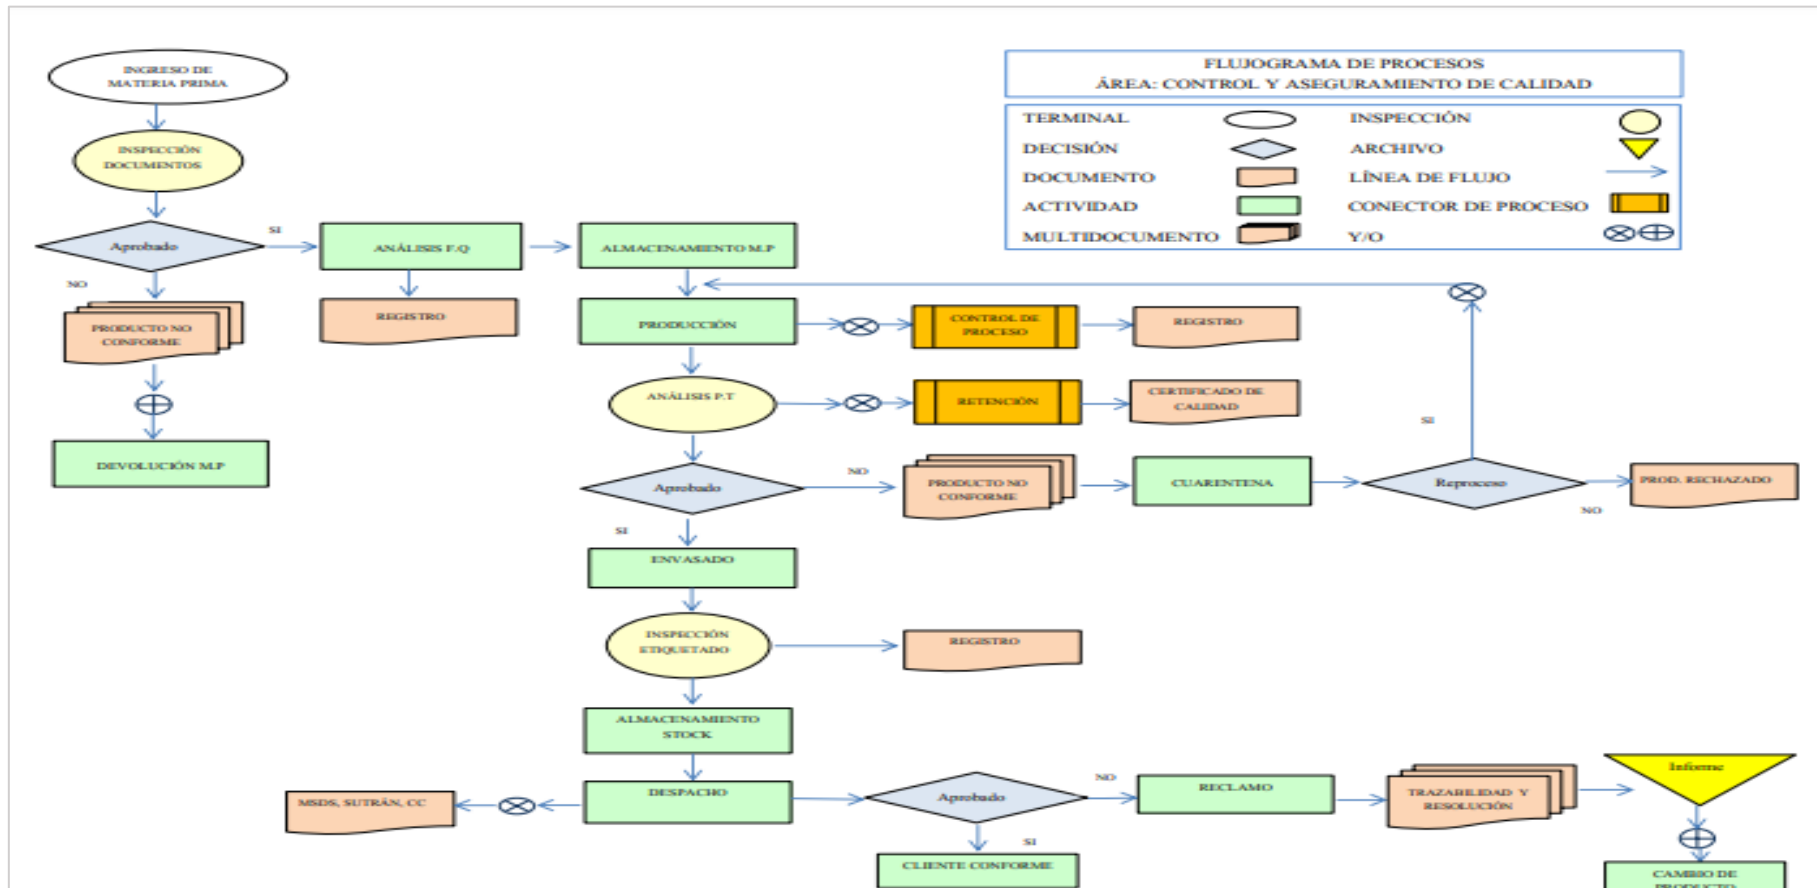 FLUJOGRAMA DE PROCESOS
ÁREA: CONTROL Y ASEGURAMIENTO DE CALIDAD
TERMINAL
INSPECCIÓN
DECISIÓN
ARCHIVO
DOCUMENTO
LÍNEA DE FLUJO
ACTIVIDAD
CONECTOR DE PROCESO
MULTIDOCUMENTO
Y/O
INGRESO DE
MATERIA PRIMA
INSPECCIÓN
DOCUMENTOS
Aprobado
SI
ANÁLISIS F.Q
ALMACENAMIENTO M.P
NO
PRODUCTO NO
CONFORME
REGISTRO
PRODUCCIÓN
CONTROL DE
PROCESO
REGISTRO
DEVOLUCIÓN M.P
ANÁLISIS P.T
RETENCIÓN
CERTIFICADO DE
CALIDAD
Aprobado
NO
PRODUCTO NO
CONFORME
CUARENTENA
Reproceso
SI
NO
PROD. RECHAZADO
SI
ENVASADO
INSPECCIÓN
ETIQUETADO
REGISTRO
ALMACENAMIENTO
STOCK
DESPACHO
MSDS, SUTRÁN, CC
Aprobado
NO
RECLAMO
TRAZABILIDAD Y
RESOLUCIÓN
Informe
SI
CLIENTE CONFORME
CAMBIO DE
PRODUCTO